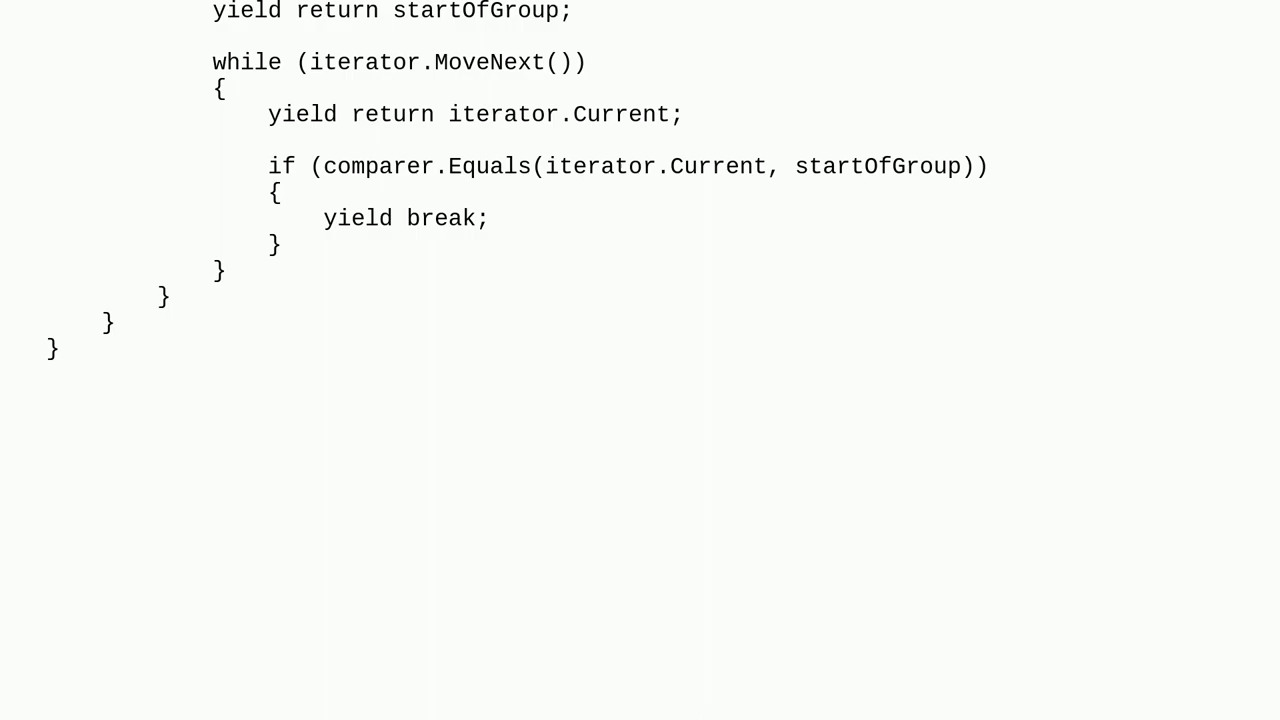 yield return startOfGroup;
while (iterator.MoveNext())
{
yield return iterator.Current;
if (comparer.Equals(iterator.Current, startOfGroup))
{
yield break;
}
}
}
}
}